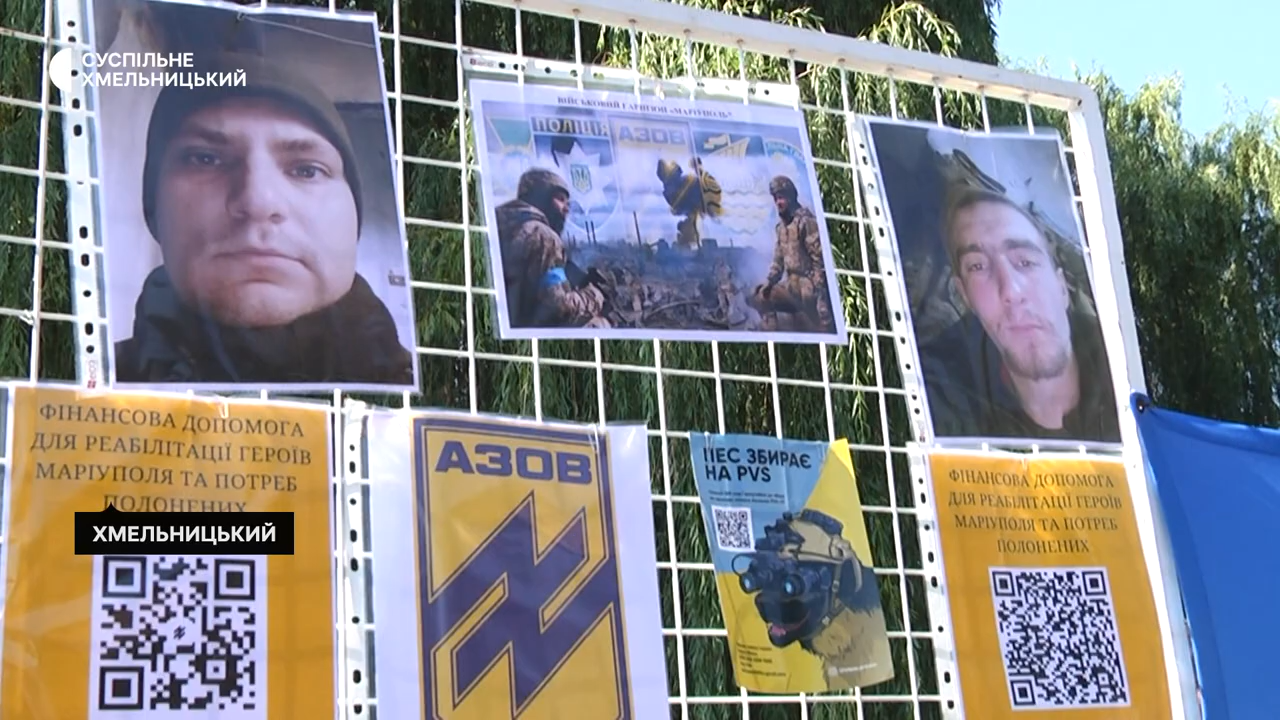 СУСПІЛЬНЕ
ХМЕЛЬНИЦЬКИЙ
ВІЙСЬКОВИЙ ГАРНІЗОН «МАРІУПОЛЬ»
ПОЛІЦІЯ
АЗОВ
ФІНАНСОВА ДОПОМОГА
ДЛЯ РЕАБІЛІТАЦІЇ ГЕРОЇВ
МАРІУПОЛЯ ТА ПОТРЕБ
ПОЛОНЕНИХ
ХМЕЛЬНИЦЬКИЙ
АЗОВ
ПЕС ЗБИРАЄ
НА PVS
ФІНАНСОВА ДОПОМОГА
ДЛЯ РЕАБІЛІТАЦІЇ ГЕРОЇВ
МАРІУПОЛЯ ТА ПОТРЕБ
ПОЛОНЕНИХ